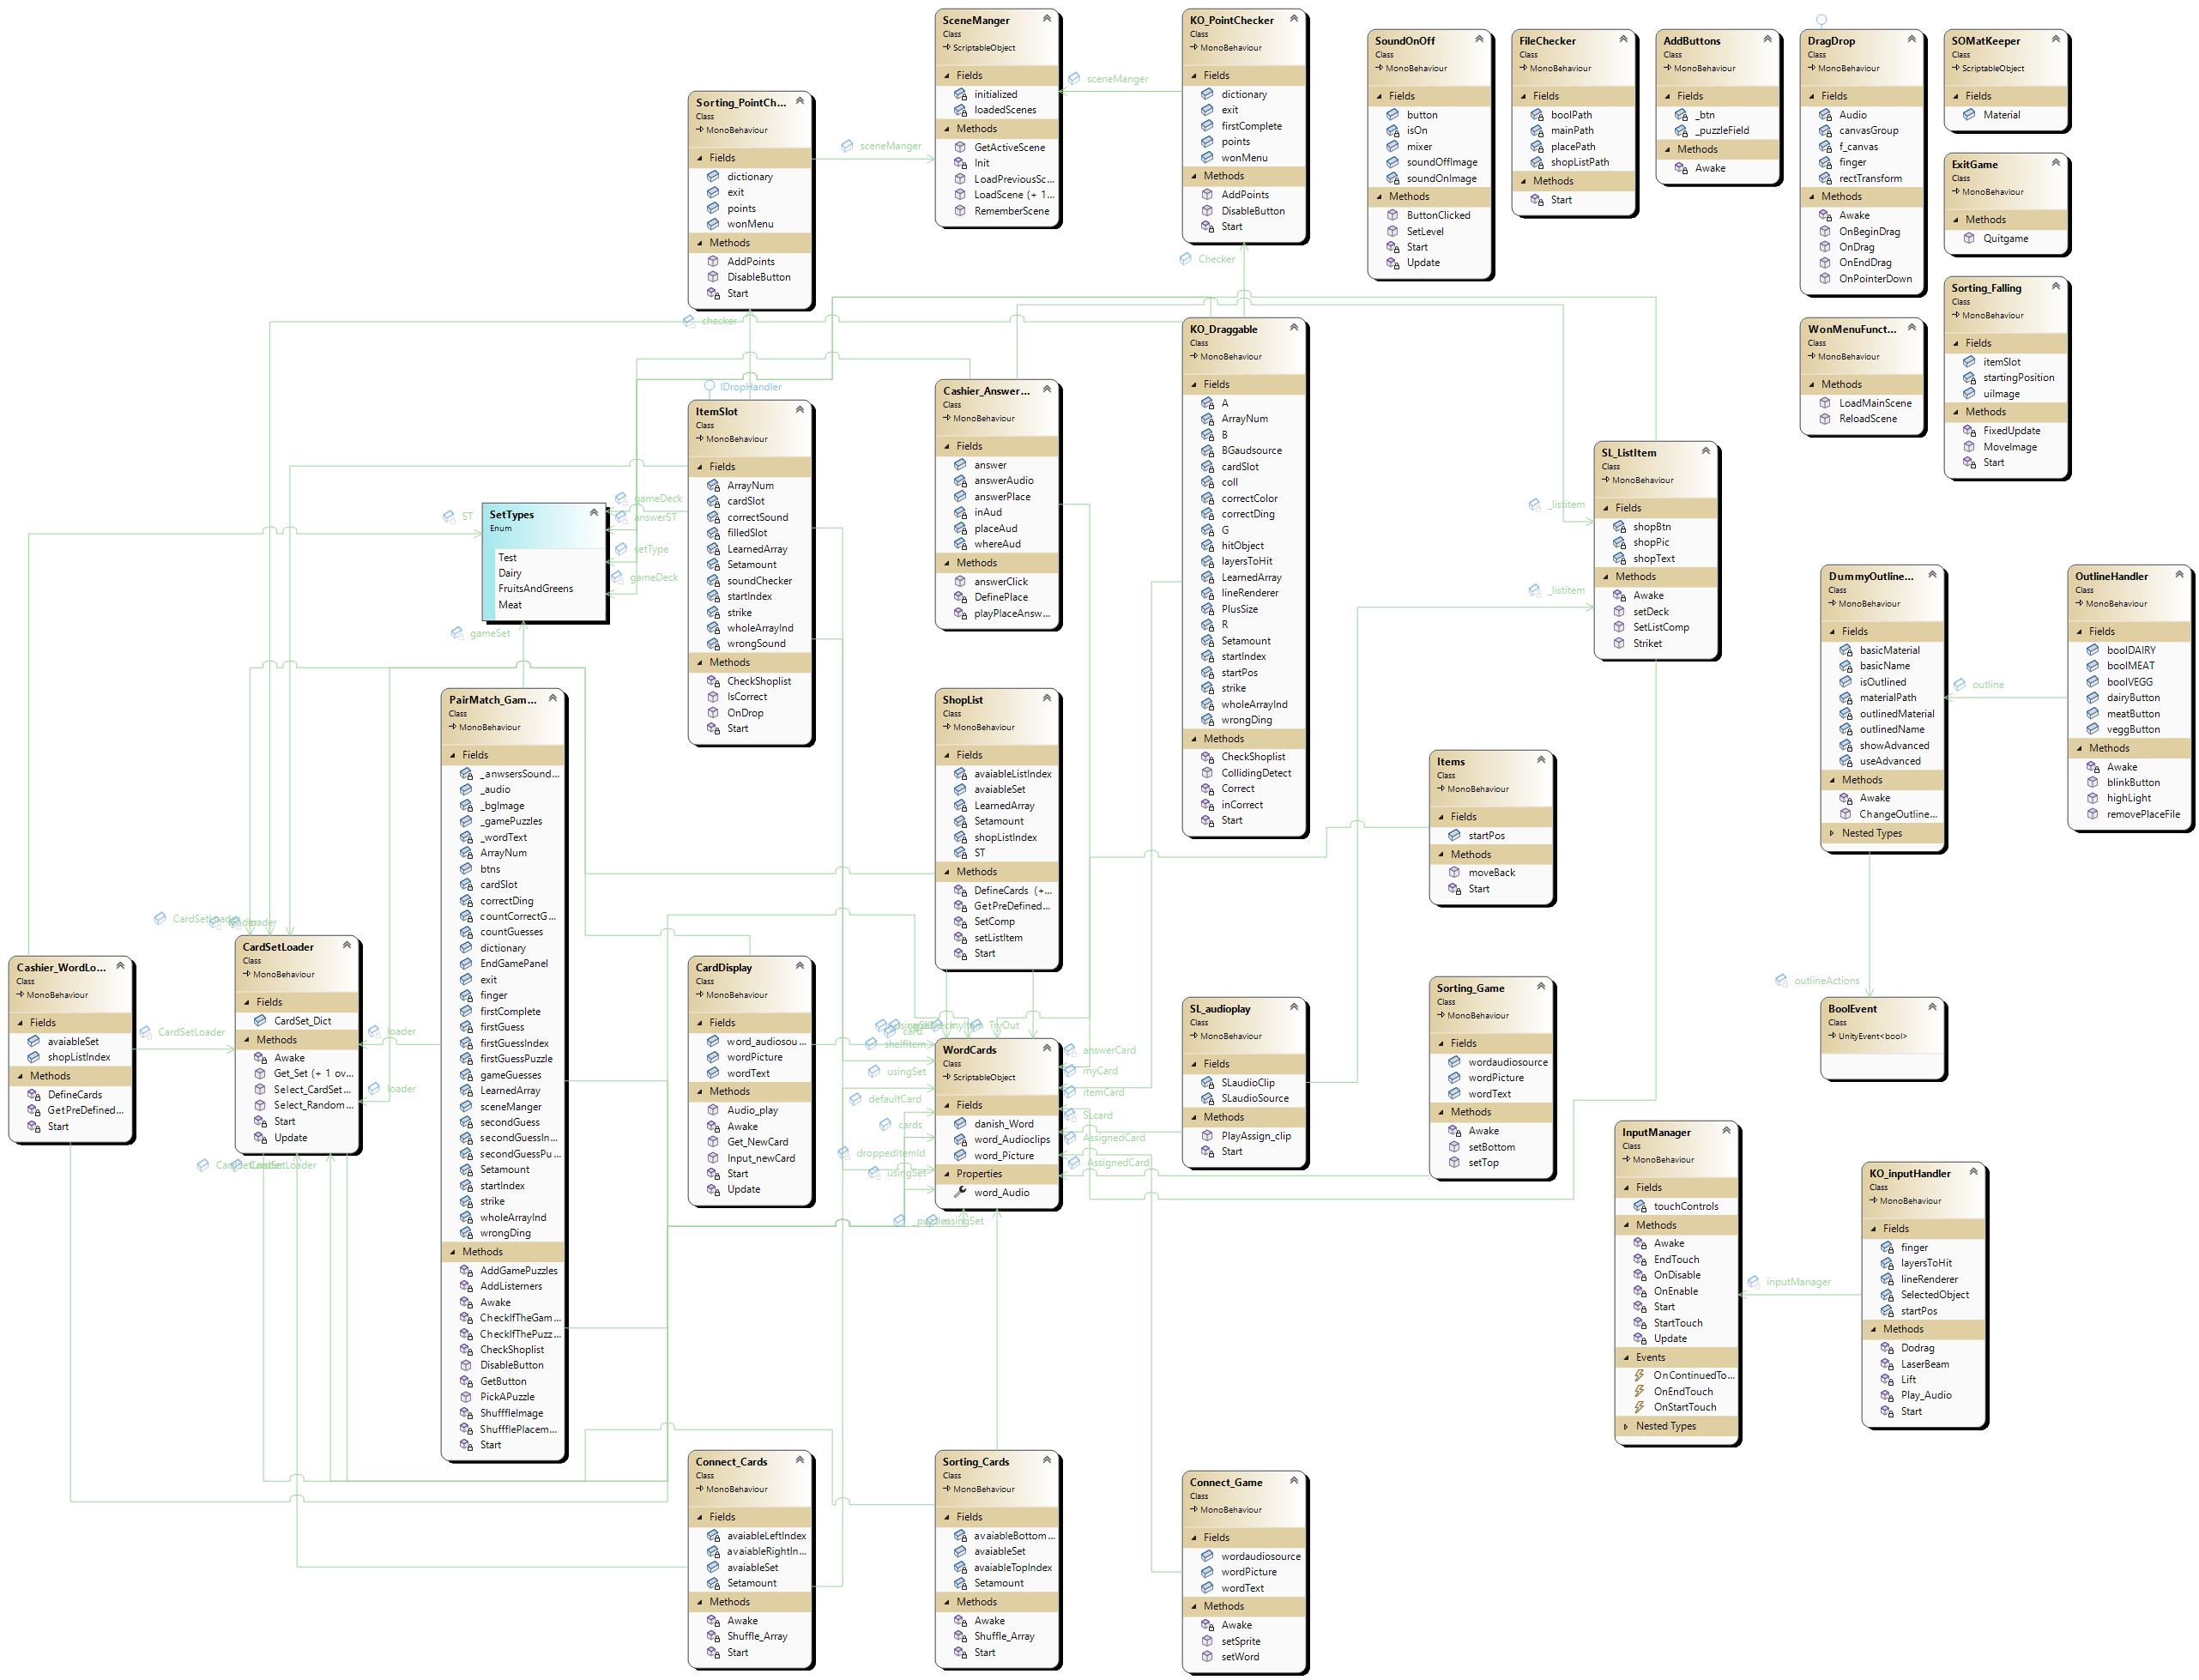 SceneManger
Class
ScriptableObject
Fields
initialized
loadedScenes
Methods
GetActiveScene
Init
LoadPreviousSc...
LoadScene (+ 1...
RememberScene
KO_PointChecker
Class
MonoBehaviour
Fields
dictionary
exit
firstComplete
points
wonMenu
Methods
AddPoints
DisableButton
Start
sceneManger
SoundOnOff
Class
MonoBehaviour
Fields
button
isOn
mixer
soundOffImage
soundOnImage
Methods
ButtonClicked
SetLevel
Start
Update
FileChecker
Class
MonoBehaviour
Fields
boolPath
mainPath
placePath
shopListPath
Methods
Start
AddButtons
Class
MonoBehaviour
Fields
_btn
_puzzleField
Methods
Awake
DragDrop
Class
MonoBehaviour
Fields
Audio
canvasGroup
f_canvas
finger
rectTransform
Methods
Awake
OnBeginDrag
OnDrag
OnEndDrag
OnPointerDown
SOMatKeeper
Class
ScriptableObject
Fields
Material
ExitGame
Class
MonoBehaviour
Methods
Quitgame
Sorting_PointCh...
Class
MonoBehaviour
Fields
dictionary
exit
points
wonMenu
Methods
AddPoints
DisableButton
Start
sceneManger
Checker
checker
Sorting_Falling
Class
MonoBehaviour
Fields
itemSlot
startingPosition
uiImage
Methods
FixedUpdate
MoveImage
Start
WonMenuFunct...
Class
MonoBehaviour
Methods
LoadMainScene
ReloadScene
KO_Draggable
Class
MonoBehaviour
Fields
A
ArrayNum
B
BGaudsource
cardSlot
coll
correctColor
correctDing
G
hitObject
layersToHit
LearnedArray
lineRenderer
PlusSize
R
Setamount
startIndex
startPos
strike
wholeArrayInd
wrongDing
Methods
CheckShoplist
CollidingDetect
Correct
inCorrect
Start
IDropHandler
ItemSlot
Class
MonoBehaviour
Fields
ArrayNum
cardSlot
correctSound
filledSlot
LearnedArray
Setamount
soundChecker
startIndex
strike
wholeArrayInd
wrongSound
Methods
CheckShoplist
IsCorrect
OnDrop
Start
Cashier_Answer...
Class
MonoBehaviour
Fields
answer
answerAudio
answerPlace
inAud
placeAud
whereAud
Methods
answerClick
DefinePlace
playPlaceAnsw...
SL_ListItem
Class
MonoBehaviour
Fields
shopBtn
shopPic
shopText
Methods
Awake
setDeck
SetListComp
Striket
_listitem
_listitem
ST
SetTypes
Enum
Test
Dairy
FruitsAndGreens
Meat
gameDeck
answerST
setType
gameDeck
gameSet
DummyOutline...
Class
MonoBehaviour
Fields
basicMaterial
basicName
isOutlined
materialPath
outlinedMaterial
outlinedName
showAdvanced
useAdvanced
Methods
Awake
ChangeOutline...
Nested Types
outline
OutlineHandler
Class
MonoBehaviour
Fields
boolDAIRY
boolMEAT
boolVEGG
dairyButton
meatButton
veggButton
Methods
Awake
blinkButton
highLight
removePlaceFile
PairMatch_Gam...
Class
MonoBehaviour
Fields
_anwsersSound...
_audio
_bgImage
_gamePuzzles
_wordText
ArrayNum
btns
cardSlot
correctDing
countCorrectG...
countGuesses
dictionary
EndGamePanel
exit
finger
firstComplete
firstGuess
firstGuessIndex
firstGuessPuzzle
gameGuesses
LearnedArray
sceneManger
secondGuess
secondGuessIn...
secondGuessPu...
Setamount
startIndex
strike
wholeArrayInd
wrongDing
Methods
AddGamePuzzles
AddListerners
Awake
CheckIfTheGam...
CheckIfThePuzz...
CheckShoplist
DisableButton
GetButton
PickAPuzzle
ShuffleImage
ShufflePlacem...
Start
ShopList
Class
MonoBehaviour
Fields
avaiableListIndex
avaiableSet
LearnedArray
Setamount
shopListIndex
ST
Methods
DefineCards (+...
GetPreDefined...
SetComp
setListItem
Start
Items
Class
MonoBehaviour
Fields
startPos
Methods
moveBack
Start
Cashier_WordLo...
Class
MonoBehaviour
Fields
avaiableSet
shopListIndex
Methods
DefineCards
GetPreDefined...
Start
CardSetLoader
CardSetLoader
Class
MonoBehaviour
Fields
CardSet_Dict
Methods
Awake
Get_Set (+ 1 ov...
Select_CardSet...
Select_Random...
Start
Update
loader
loader
loader
CardSetLoader
CardDisplay
Class
MonoBehaviour
Fields
word_audiosou...
wordPicture
wordText
Methods
Audio_play
Awake
Get_NewCard
Input_newCard
Start
Update
myItem
TryOut
card
shelfItem
usingSet
defaultCard
cards
droppedItemId
usingSet
usingSet
WordCards
Class
ScriptableObject
Fields
danish_Word
word_Audioclips
word_Picture
Properties
word_Audio
answerCard
myCard
itemCard
SLcard
AssignedCard
AssignedCard
SL_audioplay
Class
MonoBehaviour
Fields
SLaudioClip
SLaudioSource
Methods
PlayAssign_clip
Start
Sorting_Game
Class
MonoBehaviour
Fields
wordaudiosource
wordPicture
wordText
Methods
Awake
setBottom
setTop
outlineActions
BoolEvent
Class
UnityEvent<bool>
InputManager
Class
MonoBehaviour
Fields
touchControls
Methods
Awake
EndTouch
OnDisable
OnEnable
Start
StartTouch
Update
Events
OnContinuedTo...
OnEndTouch
OnStartTouch
Nested Types
inputManager
KO_inputHandler
Class
MonoBehaviour
Fields
finger
layersToHit
lineRenderer
SelectedObject
startPos
Methods
Dodrag
LaserBeam
Lift
Play_Audio
Start
Connect_Cards
Class
MonoBehaviour
Fields
avaiableLeftIndex
avaiableRightIn...
avaiableSet
Setamount
Methods
Awake
Shuffle_Array
Start
Sorting_Cards
Class
MonoBehaviour
Fields
avaiableBottom...
avaiableSet
avaiableTopIndex
Setamount
Methods
Awake
Shuffle_Array
Start
Connect_Game
Class
MonoBehaviour
Fields
wordaudiosource
wordPicture
wordText
Methods
Awake
setSprite
setWord